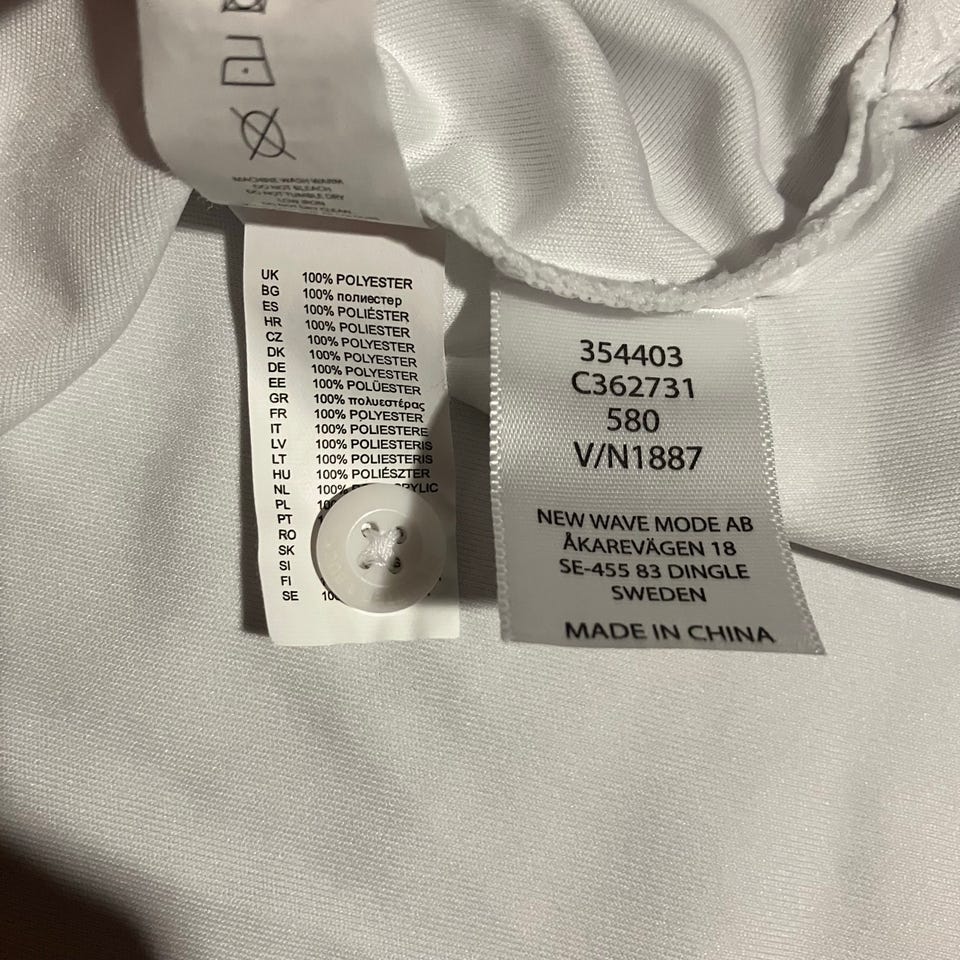 MACHINE WASH WARM
DO NOT BLEACH
DO NOT TUMBLE DRY
LOW IRON
UK 100% POLYESTER
BG 100% полиестер
ES 100% POLIÉSTER
HR 100% POLIESTER
CZ 100% POLYESTER
DK 100% POLYESTER
DE 100% POLYESTER
EE 100% POLÜESTER
GR 100% πολυεστέρας
FR 100% POLYESTER
IT 100% POLIESTERE
LV 100% POLIESTERIS
LT 100% POLIESTERIS
HU 100% POLIÉSZTER
NL 100%
PL
PT
RO
SK
SI
FI
SE
354403
C362731
580
V/N1887
NEW WAVE MODE AB
ÅKAREVÄGEN 18
SE-455 83 DINGLE
SWEDEN
MADE IN CHINA